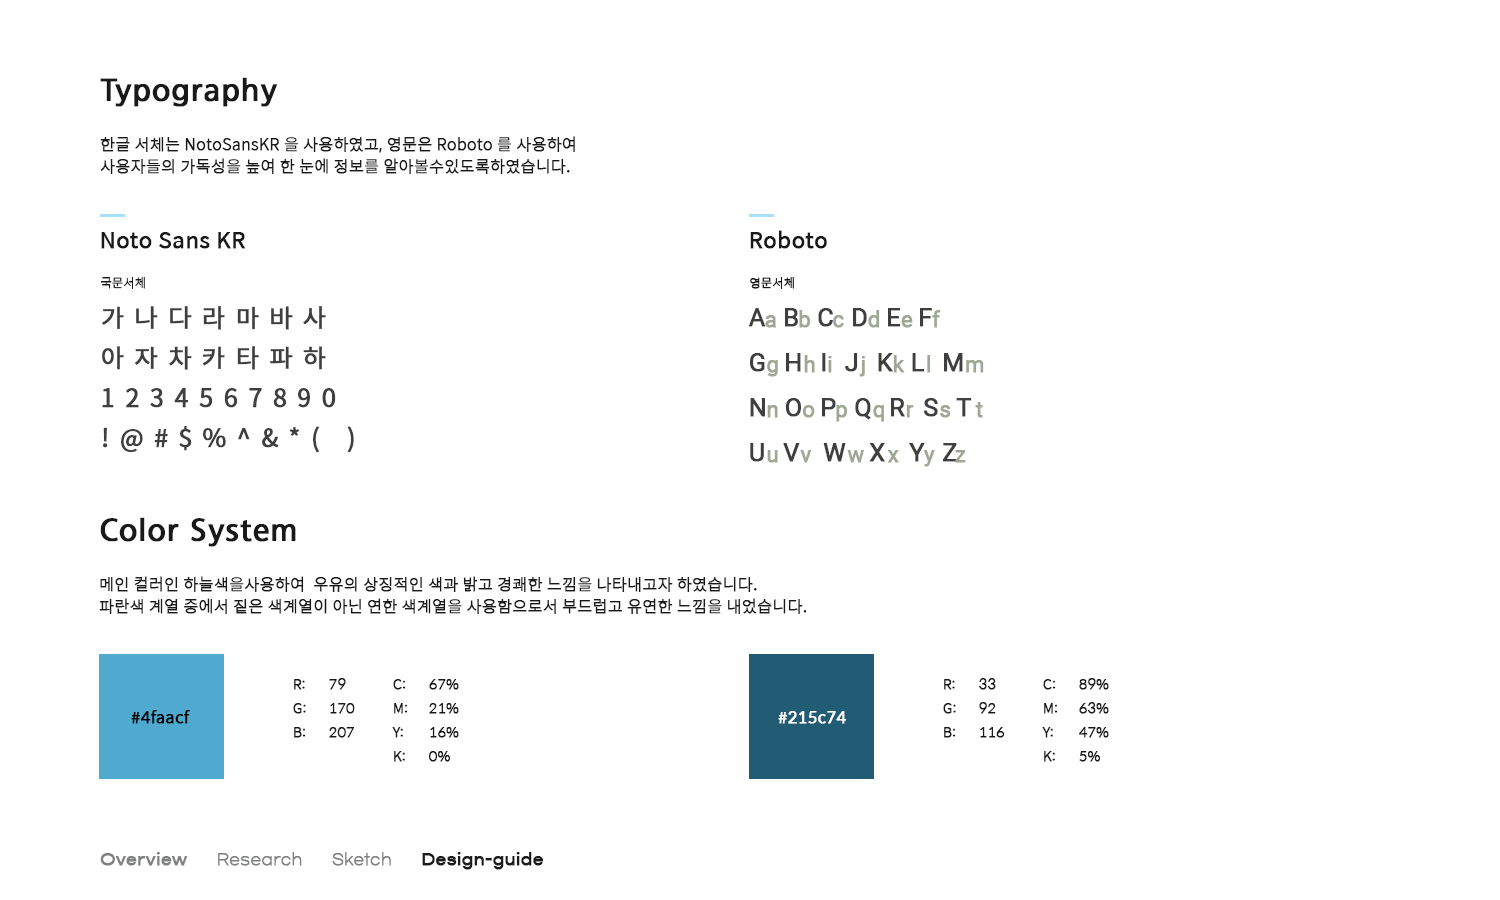 Typography
한글 서체는 NotoSansKR 을 사용하였고, 영문은 Roboto 를 사용하여
사용자들의 가독성을 높여 한 눈에 정보를 알아볼수있도록하였습니다.
Noto Sans KR
국문서체
가 나 다 라 마 바 사
아 자 차 카 타 파 하
1 2 3 4 5 6 7 8 9 0
! @ # $ % ^ & * ( )
Roboto
영문서체
Aa Bb Cc Dd Ee Ff
Gg Hh Ii Jj Kk Ll Mm
Nn Oo Pp Qq Rr Ss T t
Uu Vv Ww Xx Yy Zz
Color System
메인 컬러인 하늘색을사용하여 우유의 상징적인 색과 밝고 경쾌한 느낌을 나타내고자 하였습니다.
파란색 계열 중에서 짙은 색계열이 아닌 연한 색계열을 사용함으로서 부드럽고 유연한 느낌을 내었습니다.
#4faacf
R: 79 C: 67%
G: 170 M: 21%
B: 207 Y: 16%
K: 0%
#215c74
R: 33 C: 89%
G: 92 M: 63%
B: 116 Y: 47%
K: 5%
Overview Research Sketch Design-guide